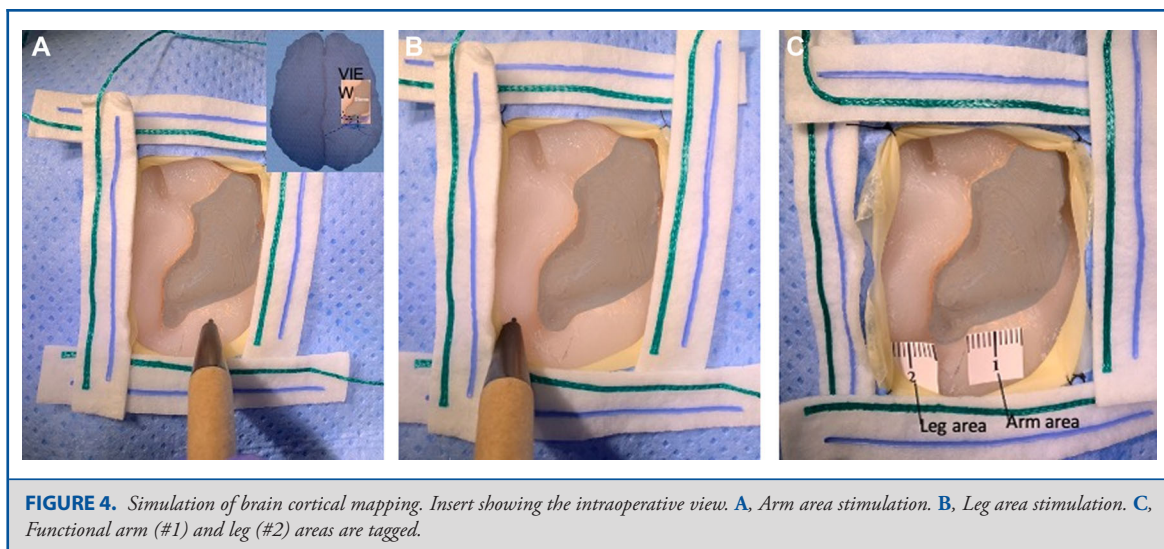 A
VIE
W
B
C
2
1
Leg area
Arm area
FIGURE 4. Simulation of brain cortical mapping. Insert showing the intraoperative view. A, Arm area stimulation. B, Leg area stimulation. C,
Functional arm (#1) and leg (#2) areas are tagged.